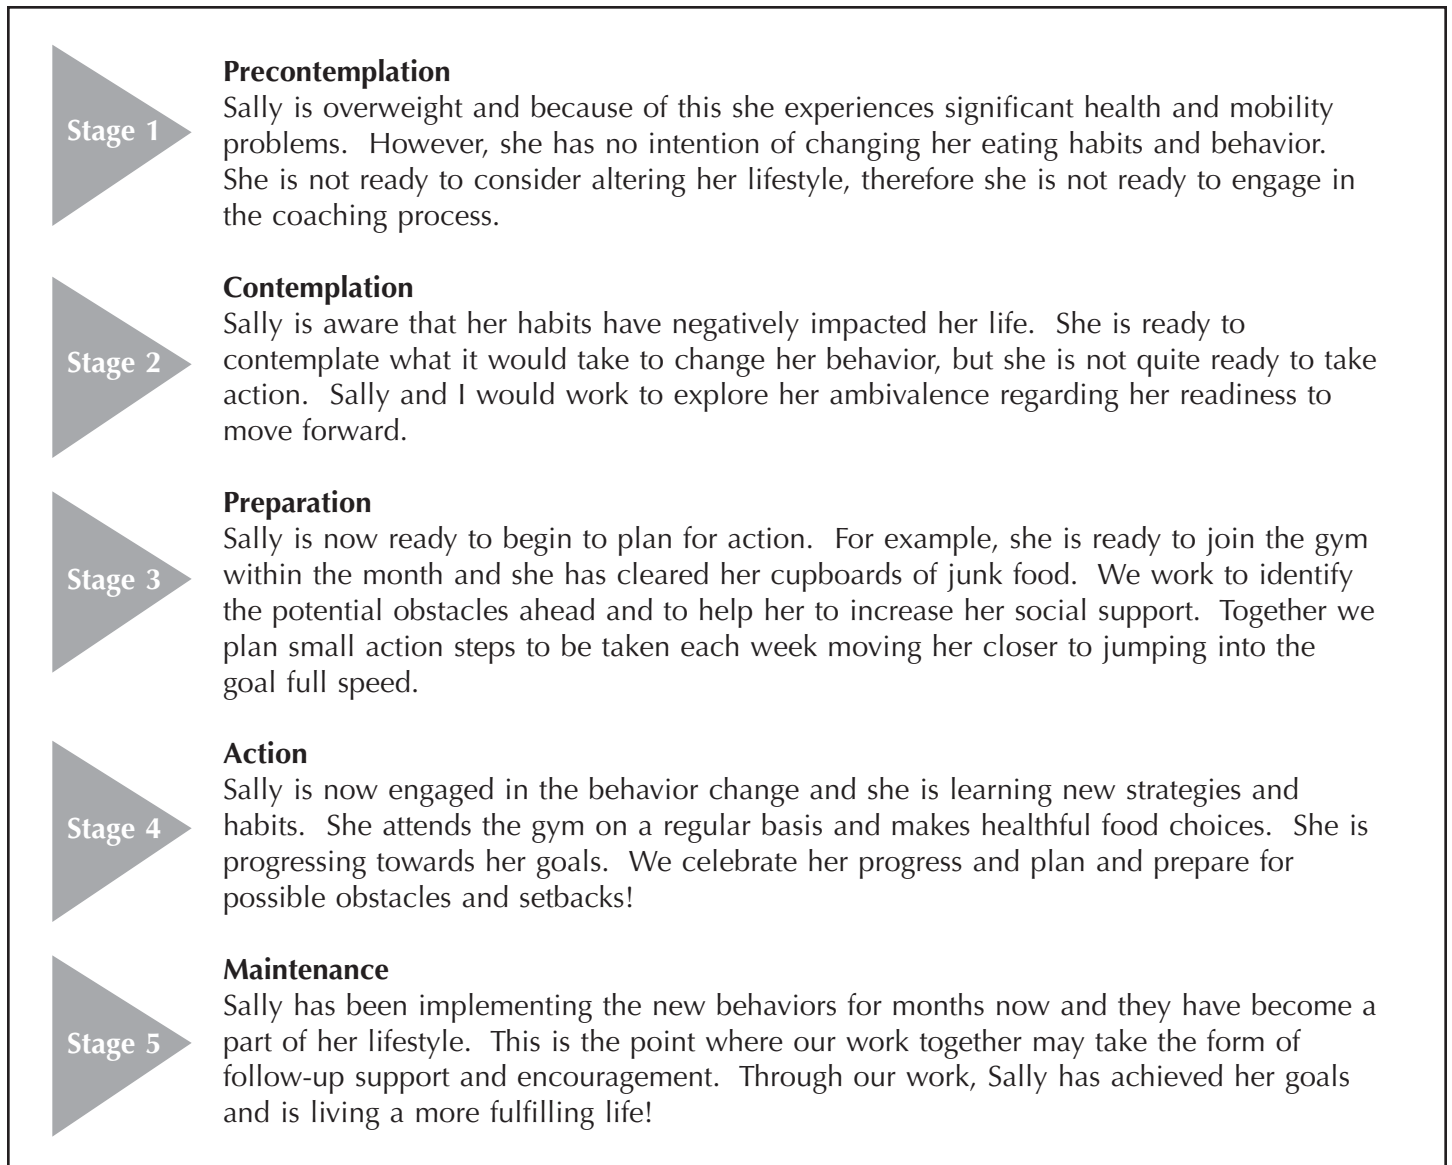 Precontemplation
Sally is overweight and because of this she experiences significant health and mobility
Stage 1
problems. However, she has no intention of changing her eating habits and behavior.
She is not ready to consider altering her lifestyle, therefore she is not ready to engage in
the coaching process.
Contemplation
Sally is aware that her habits have negatively impacted her life. She is ready to
Stage 2
contemplate what it would take to change her behavior, but she is not quite ready to take
action. Sally and I would work to explore her ambivalence regarding her readiness to
move forward.
Preparation
Sally is now ready to begin to plan for action. For example, she is ready to join the gym
Stage 3
within the month and she has cleared her cupboards of junk food. We work to identify
the potential obstacles ahead and to help her to increase her social support. Together we
plan small action steps to be taken each week moving her closer to jumping into the
goal full speed.
Action
Sally is now engaged in the behavior change and she is learning new strategies and
Stage 4
habits. She attends the gym on a regular basis and makes healthful food choices. She is
progressing towards her goals. We celebrate her progress and plan and prepare for
possible obstacles and setbacks!
Maintenance
Sally has been implementing the new behaviors for months now and they have become a
Stage 5
part of her lifestyle. This is the point where our work together may take the form of
follow-up support and encouragement. Through our work, Sally has achieved her goals
and is living a more fulfilling life!